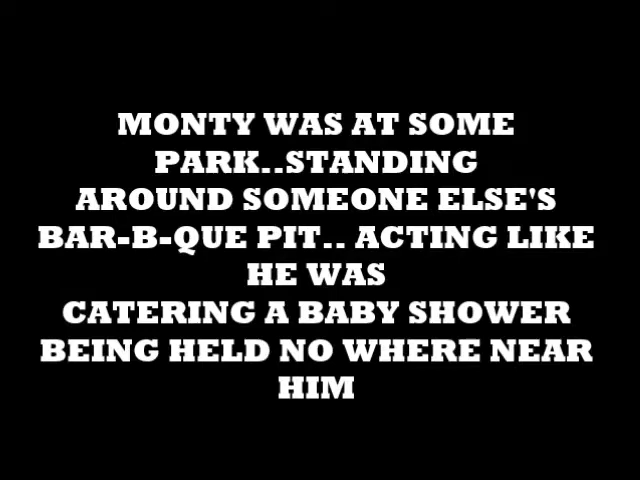 MONTY WAS AT SOME
PARK..STANDING
AROUND SOMEONE ELSE'S
BAR-B-QUE PIT.. ACTING LIKE
HE WAS
CATERING A BABY SHOWER
BEING HELD NO WHERE NEAR
HIM